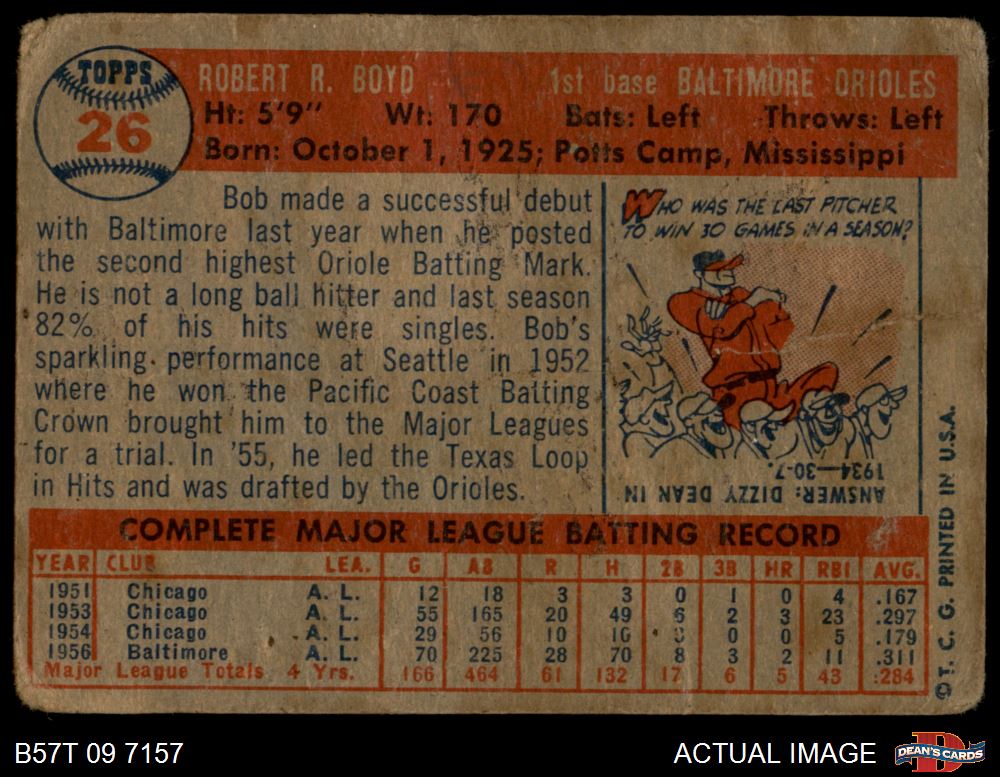 TOPPS
26
ROBERT R. BOYD 1st base BALTIMORE ORIOLES
Ht: 5'9" Wt: 170 Bats: Left Throws: Left
Born: October 1, 1925; Potts Camp, Mississippi
Bob made a successful debut
with Baltimore last year when he posted
the second highest Oriole Batting Mark.
He is not a long ball hitter and last season
82% of his hits were singles. Bob's
sparkling performance at Seattle in 1952
where he won the Pacific Coast Batting
Crown brought him to the Major Leagues
for a trial. In '55, he led the Texas Loop
in Hits and was drafted by the Orioles.
WHO WAS THE LAST PITCHER
TO WIN 30 GAMES IN A SEASON?
ANSWER: DIZZY DEAN IN
1934—30-7.
COMPLETE MAJOR LEAGUE BATTING RECORD
YEAR CLUB LEA. G AB R H 2B 3B HR RBI AVG.
1951 Chicago A. L. 12 18 3 3 0 1 0 4 .167
1953 Chicago A. L. 55 165 20 49 6 2 3 23 .297
1954 Chicago A. L. 29 56 10 10 0 0 5 .179
1956 Baltimore A. L. 70 225 28 70 8 3 2 11 .311
Major League Totals 4 Yrs. 166 464 61 132 17 6 5 43 .284
© T. C. G. PRINTED IN U.S.A.
B57T 09 7157 ACTUAL IMAGE
DEAN'S CARDS